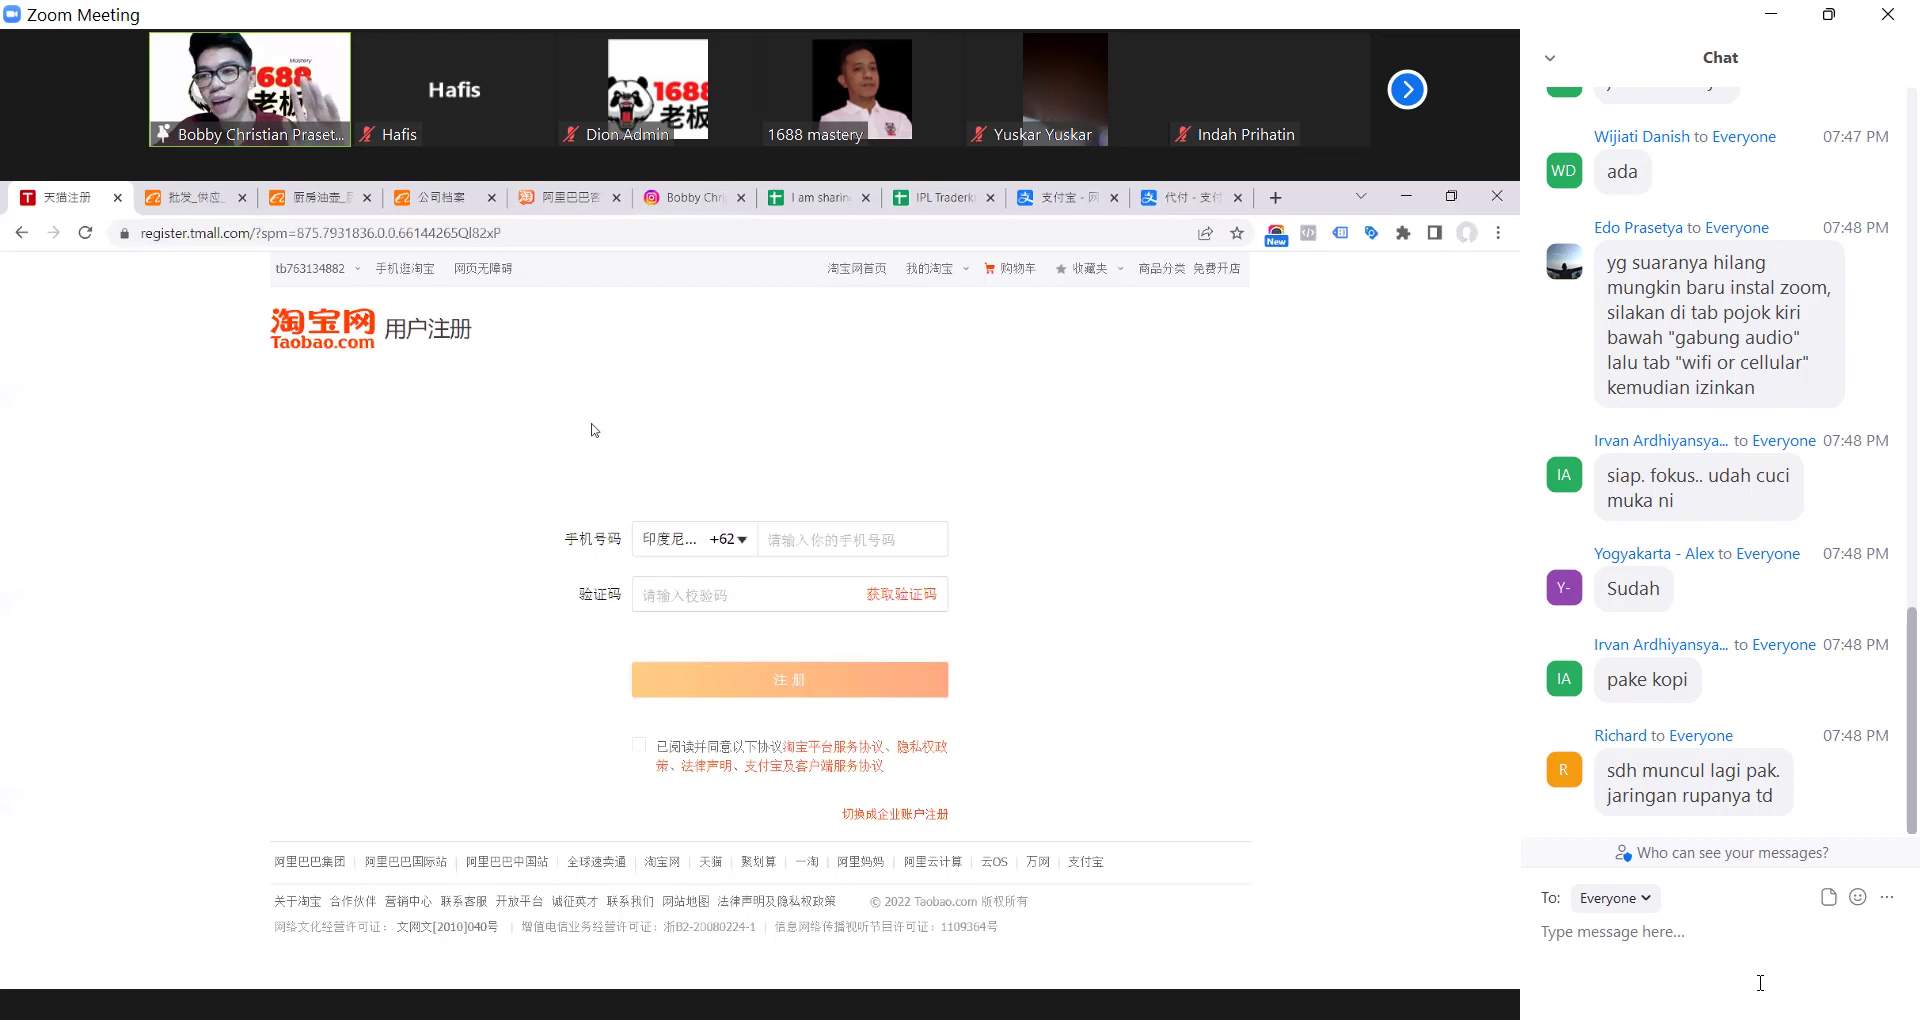 Zoom Meeting
Mastery
1688
老板
Bobby Christian Praset...
Hafis
Hafis
1688
老板
Dion Admin
1688 mastery
Yuskar Yuskar
Indah Prihatin
天猫注册
批发_供应
厨房油壶_
公司档案
阿里巴巴客
Bobby Chr
I am sharin
IPL Traderk
支付宝 - 网
代付 - 支付
register.tmall.com/?spm=875.7931836.0.0.66144265Ql82xP
New
tb763134882 手机逛淘宝 网页无障碍 淘宝网首页 我的淘宝 购物车 收藏夹 商品分类 免费开店
淘宝网
Taobao.com
用户注册
手机号码 印度尼... +62 请输入你的手机号码
验证码 请输入校验码 获取验证码
注 册
已阅读并同意以下协议淘宝平台服务协议、隐私权政
策、法律声明、支付宝及客户端服务协议
切换成企业账户注册
阿里巴巴集团 | 阿里巴巴国际站 | 阿里巴巴中国站 | 全球速卖通 | 淘宝网 | 天猫 | 聚划算 | 一淘 | 阿里妈妈 | 阿里云计算 | 云OS | 万网 | 支付宝
关于淘宝 合作伙伴 营销中心 联系客服 开放平台 诚征英才 联系我们 网站地图 法律声明及隐私权政策 © 2022 Taobao.com 版权所有
网络文化经营许可证： 文网文[2010]040号 | 增值电信业务经营许可证：浙B2-20080224-1 | 信息网络传播视听节目许可证：1109364号
Chat
Wijiati Danish to Everyone 07:47 PM
WD
ada
Edo Prasetya to Everyone 07:48 PM
yg suaranya hilang
mungkin baru instal zoom,
silakan di tab pojok kiri
bawah "gabung audio"
lalu tab "wifi or cellular"
kemudian izinkan
Irvan Ardhiyansya... to Everyone 07:48 PM
IA
siap. fokus.. udah cuci
muka ni
Yogyakarta - Alex to Everyone 07:48 PM
Y-
Sudah
Irvan Ardhiyansya... to Everyone 07:48 PM
IA
pake kopi
Richard to Everyone 07:48 PM
R
sdh muncul lagi pak.
jaringan rupanya td
Who can see your messages?
To: Everyone
Type message here...